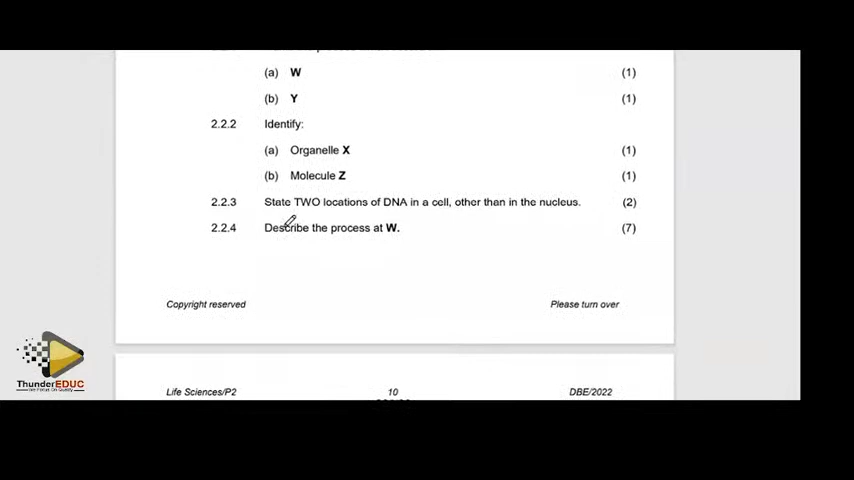 (a) W (1)
(b) Y (1)
2.2.2 Identify:
(a) Organelle X (1)
(b) Molecule Z (1)
2.2.3 State TWO locations of DNA in a cell, other than in the nucleus. (2)
2.2.4 Describe the process at W. (7)
Copyright reserved Please turn over
ThunderEDUC
Life Sciences/P2 10 DBE/2022